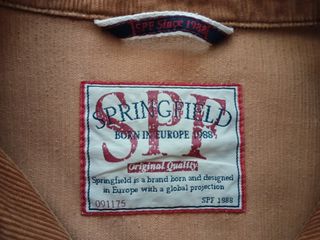 SPF Since 1988
SPF
SPRINGFIELD
BORN IN EUROPE 1988
Original Quality
Springfield is a brand born and designed
in Europe with a global projection
091175 SPF 1988